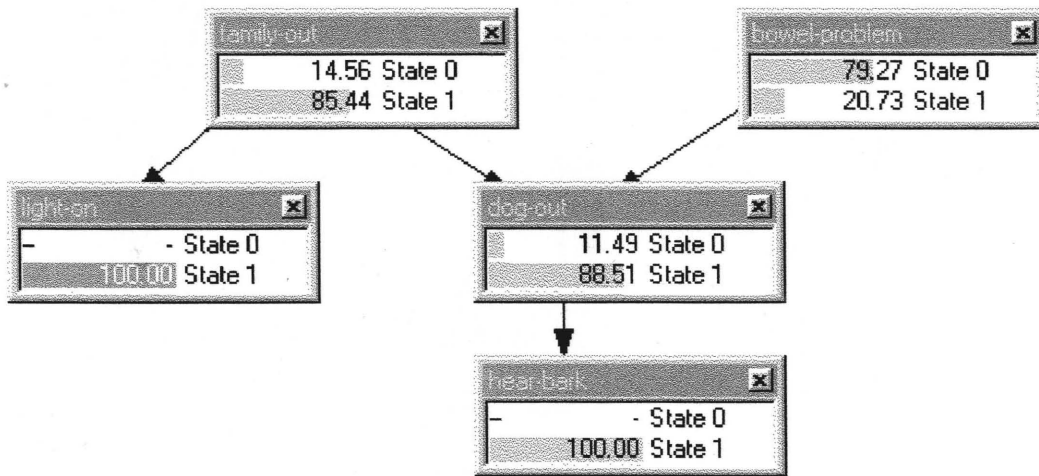 family-out
14.56 State 0
85.44 State 1
bowel-problem
79.27 State 0
20.73 State 1
light-on
- - State 0
100.00 State 1
dog-out
11.49 State 0
88.51 State 1
hear-bark
- - State 0
100.00 State 1